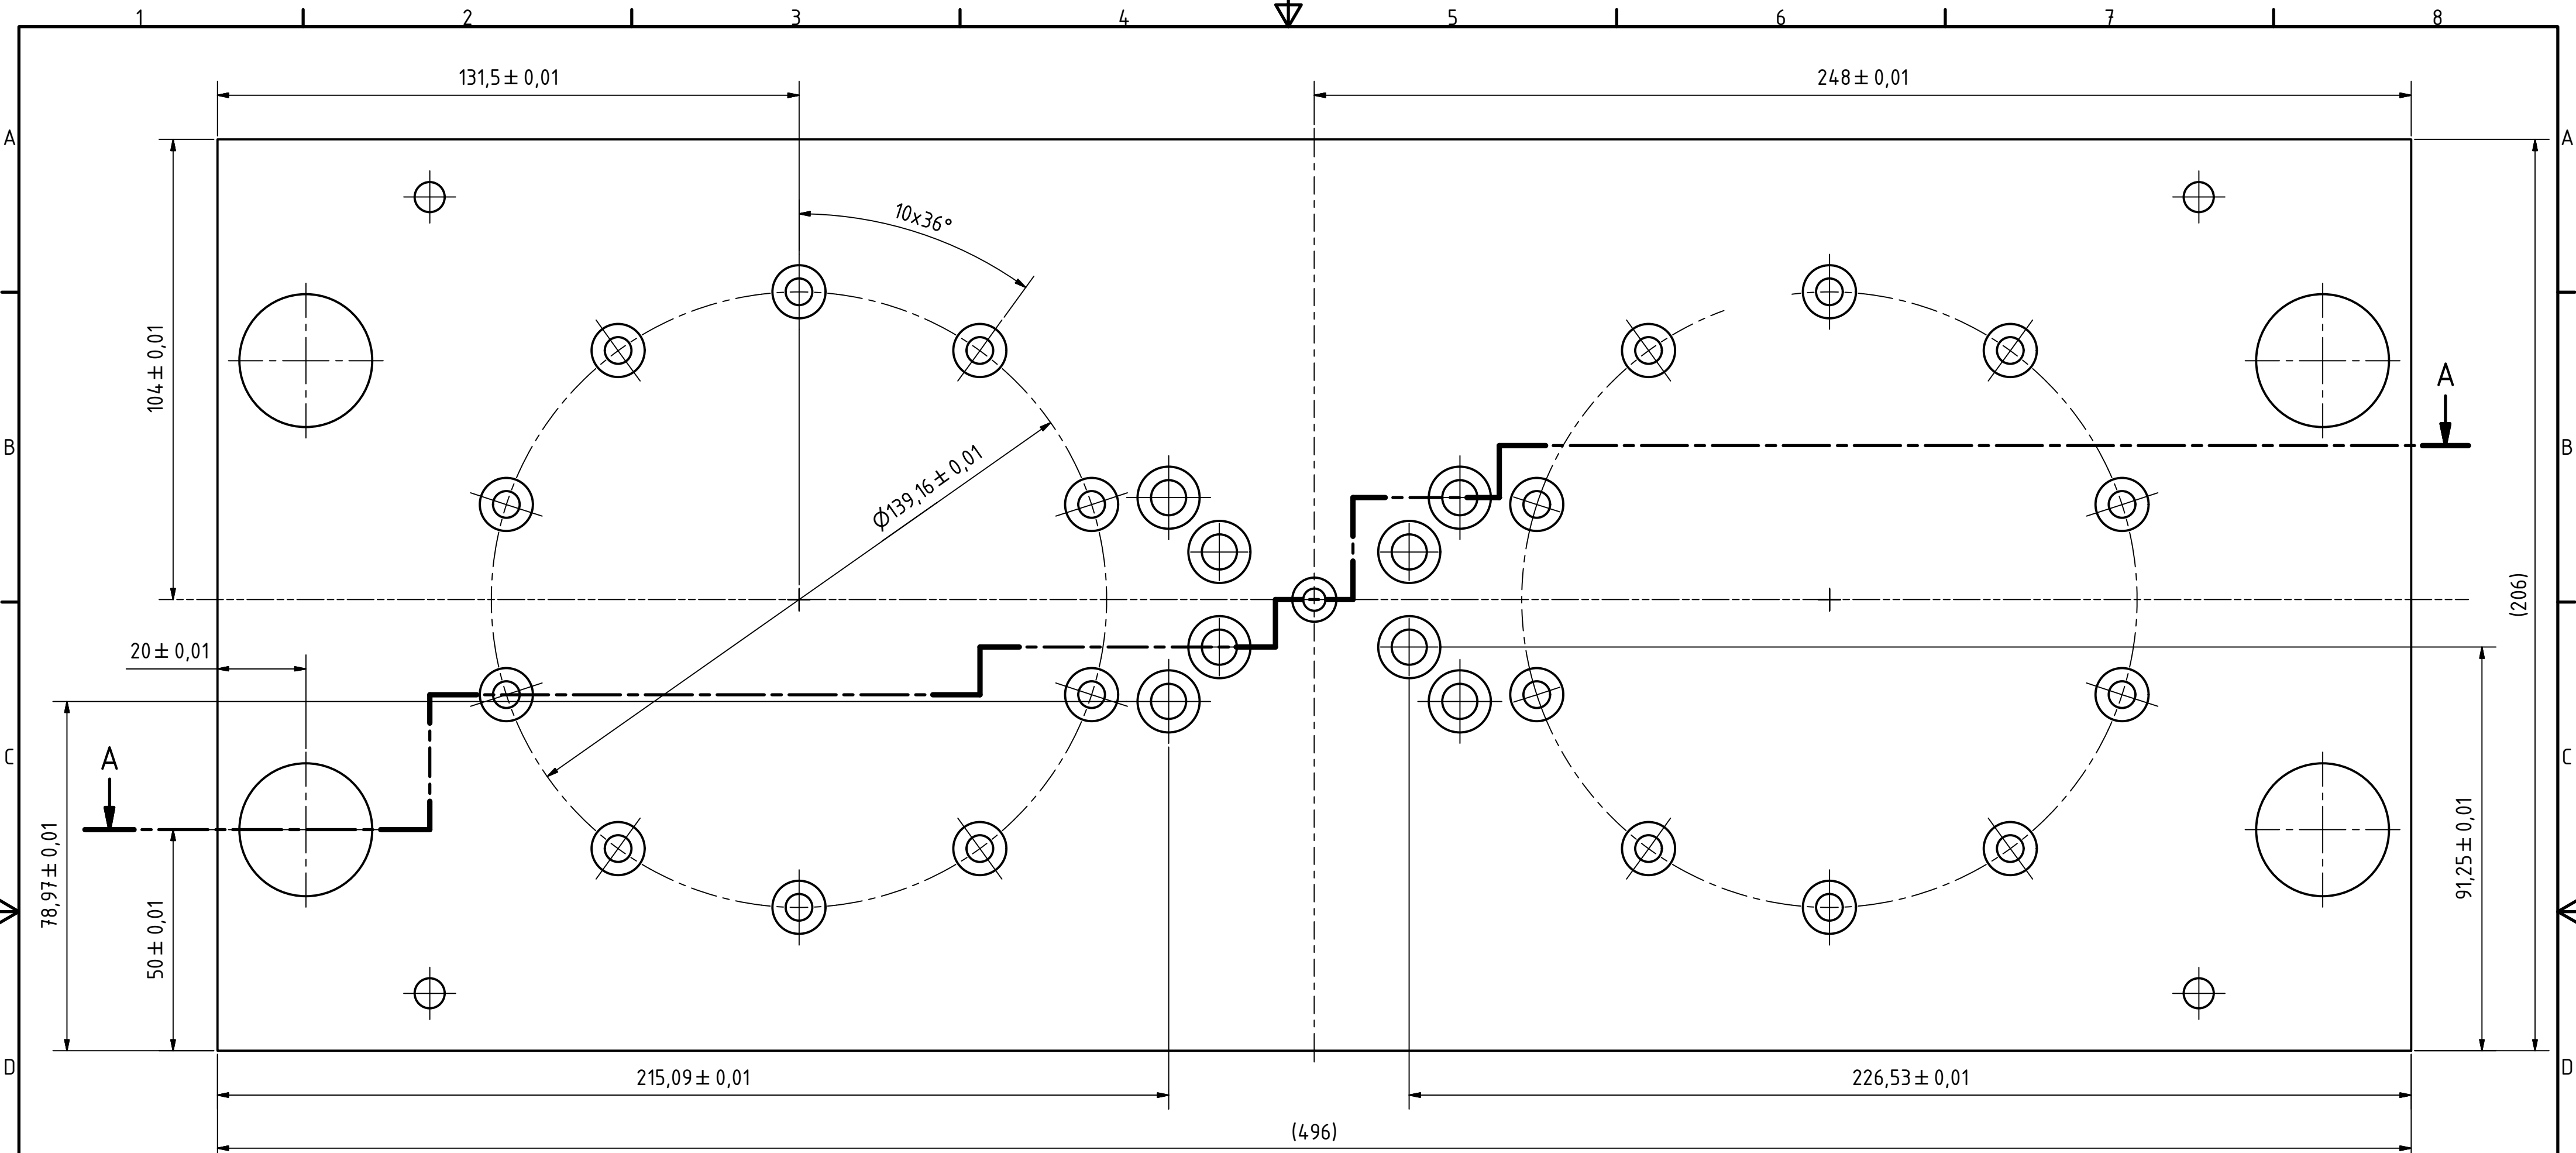 1 2 3 4 5 6 7 8
131,5 ± 0,01
248 ± 0,01
A
A
10x36°
104 ± 0,01
A
B
B
Ø139,16 ± 0,01
(206)
20 ± 0,01
A
C
C
78,97 ± 0,01
50 ± 0,01
91,25 ± 0,01
D
D
215,09 ± 0,01
226,53 ± 0,01
(496)